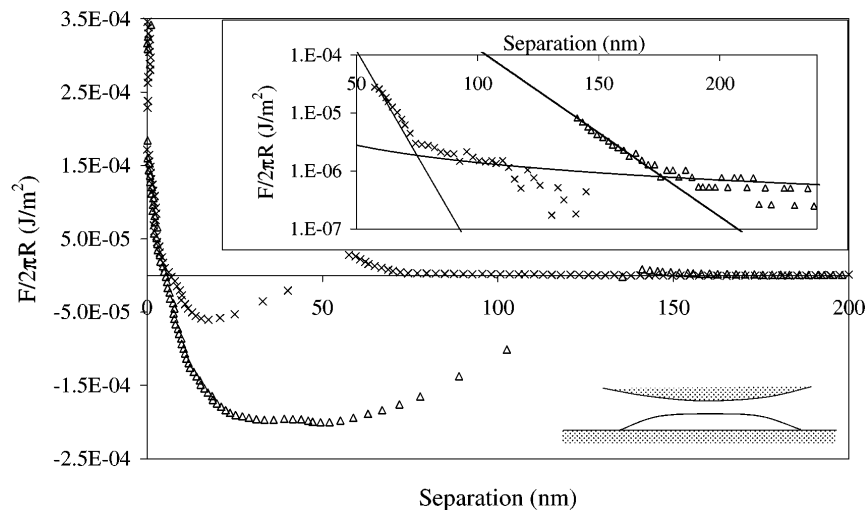 3.5E-04
2.5E-04
1.5E-04
5.0E-05
-5.0E-05
-1.5E-04
-2.5E-04
F/2πR (J/m²)
0
50
100
150
200
Separation (nm)
Separation (nm)
50
100
150
200
1.E-04
1.E-05
1.E-06
1.E-07
F/2πR (J/m²)